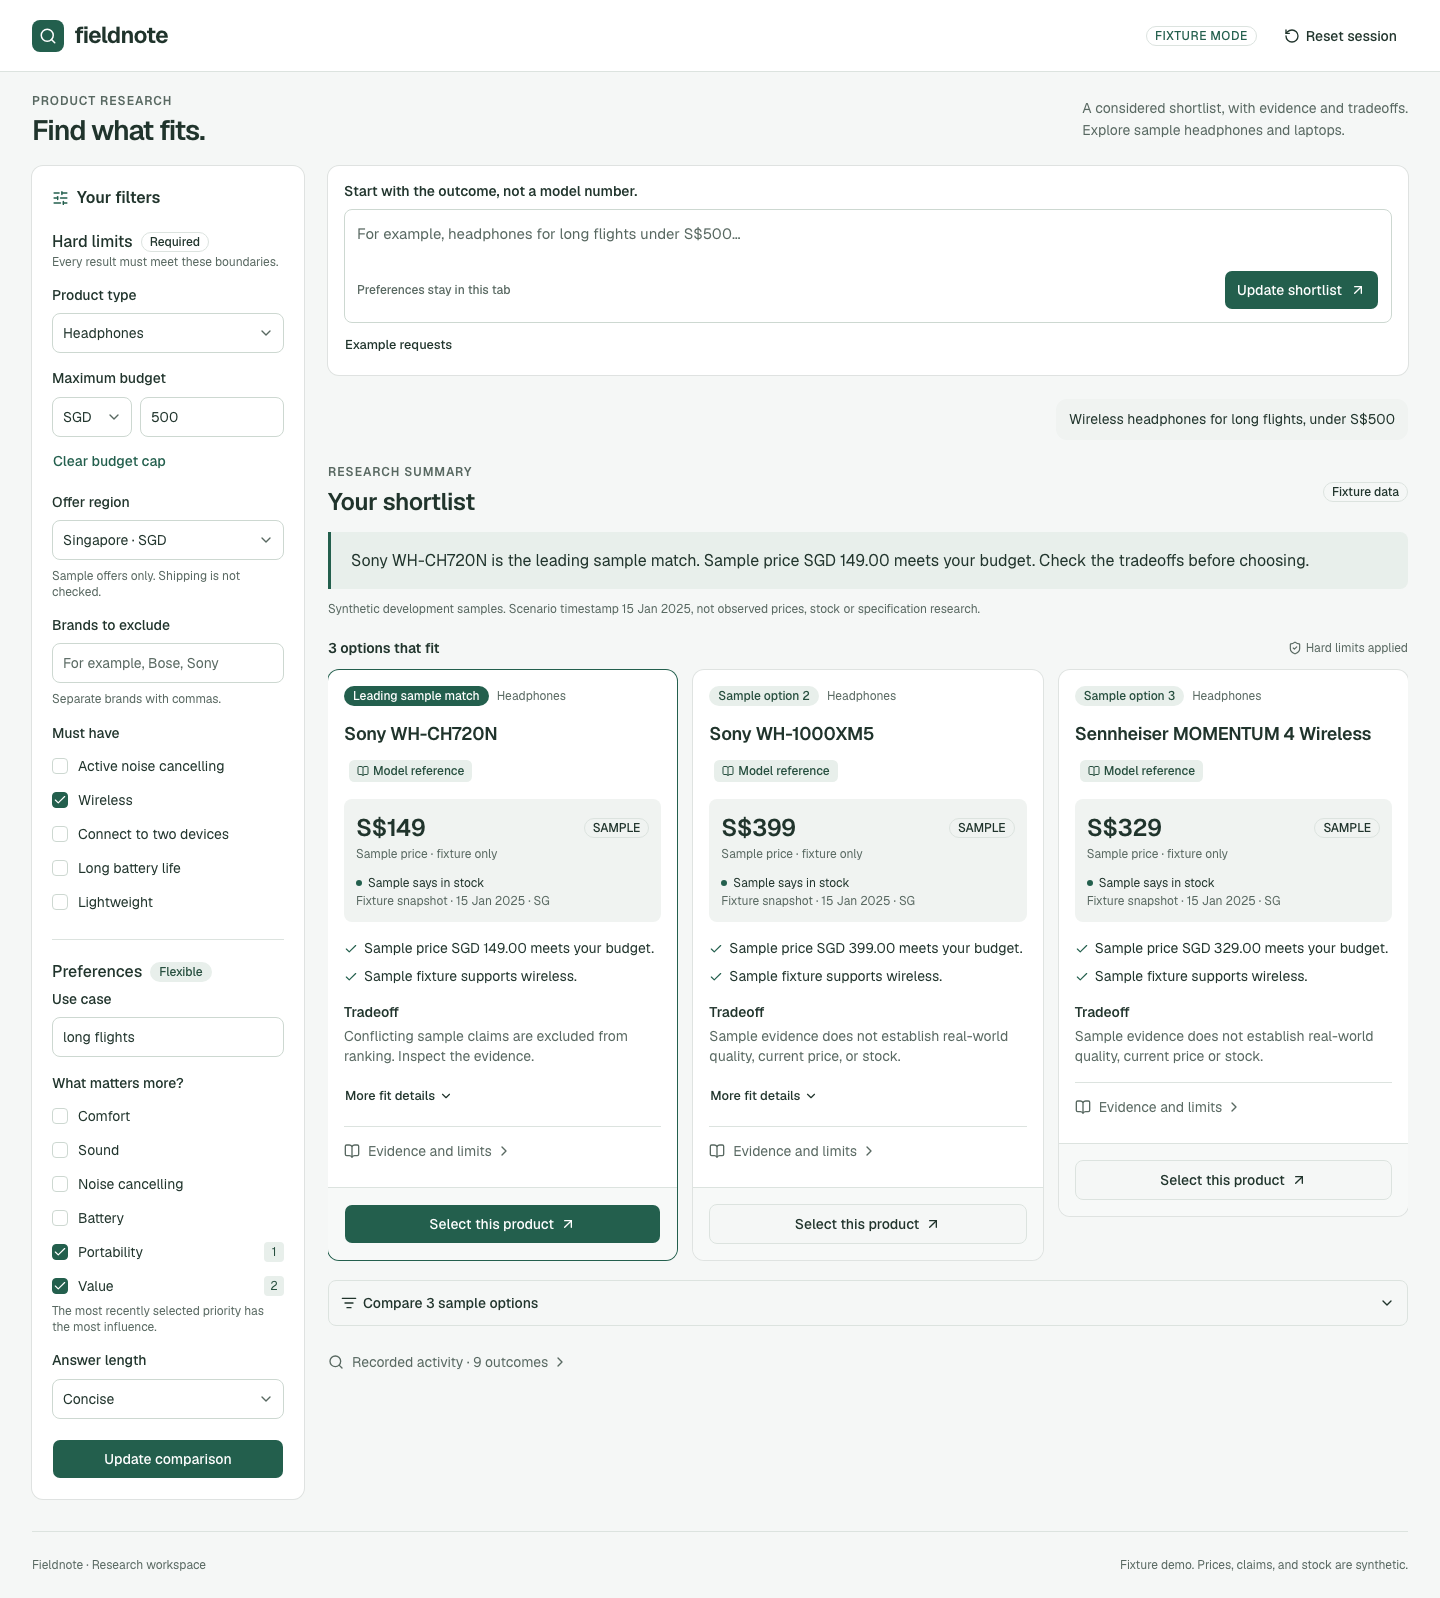 fieldnote
FIXTURE MODE
Reset session
PRODUCT RESEARCH
Find what fits.
A considered shortlist, with evidence and tradeoffs.
Explore sample headphones and laptops.
Your filters
Hard limits Required
Every result must meet these boundaries.
Product type
Headphones
Maximum budget
SGD 500
Clear budget cap
Offer region
Singapore · SGD
Sample offers only. Shipping is not
checked.
Brands to exclude
For example, Bose, Sony
Separate brands with commas.
Must have
Active noise cancelling
Wireless
Connect to two devices
Long battery life
Lightweight
Preferences Flexible
Use case
long flights
What matters more?
Comfort
Sound
Noise cancelling
Battery
Portability 1
Value 2
The most recently selected priority has
the most influence.
Answer length
Concise
Update comparison
Start with the outcome, not a model number.
For example, headphones for long flights under S$500…
Preferences stay in this tab
Update shortlist
Example requests
Wireless headphones for long flights, under S$500
RESEARCH SUMMARY
Your shortlist
Fixture data
Sony WH-CH720N is the leading sample match. Sample price SGD 149.00 meets your budget. Check the tradeoffs before choosing.
Synthetic development samples. Scenario timestamp 15 Jan 2025, not observed prices, stock or specification research.
3 options that fit
Hard limits applied
Leading sample match Headphones
Sony WH-CH720N
Model reference
S$149 SAMPLE
Sample price · fixture only
Sample says in stock
Fixture snapshot · 15 Jan 2025 · SG
Sample price SGD 149.00 meets your budget.
Sample fixture supports wireless.
Tradeoff
Conflicting sample claims are excluded from
ranking. Inspect the evidence.
More fit details
Evidence and limits
Select this product
Sample option 2 Headphones
Sony WH-1000XM5
Model reference
S$399 SAMPLE
Sample price · fixture only
Sample says in stock
Fixture snapshot · 15 Jan 2025 · SG
Sample price SGD 399.00 meets your budget.
Sample fixture supports wireless.
Tradeoff
Sample evidence does not establish real-world
quality, current price, or stock.
More fit details
Evidence and limits
Select this product
Sample option 3 Headphones
Sennheiser MOMENTUM 4 Wireless
Model reference
S$329 SAMPLE
Sample price · fixture only
Sample says in stock
Fixture snapshot · 15 Jan 2025 · SG
Sample price SGD 329.00 meets your budget.
Sample fixture supports wireless.
Tradeoff
Sample evidence does not establish real-world
quality, current price or stock.
Evidence and limits
Select this product
Compare 3 sample options
Recorded activity · 9 outcomes
Fieldnote · Research workspace
Fixture demo. Prices, claims, and stock are synthetic.